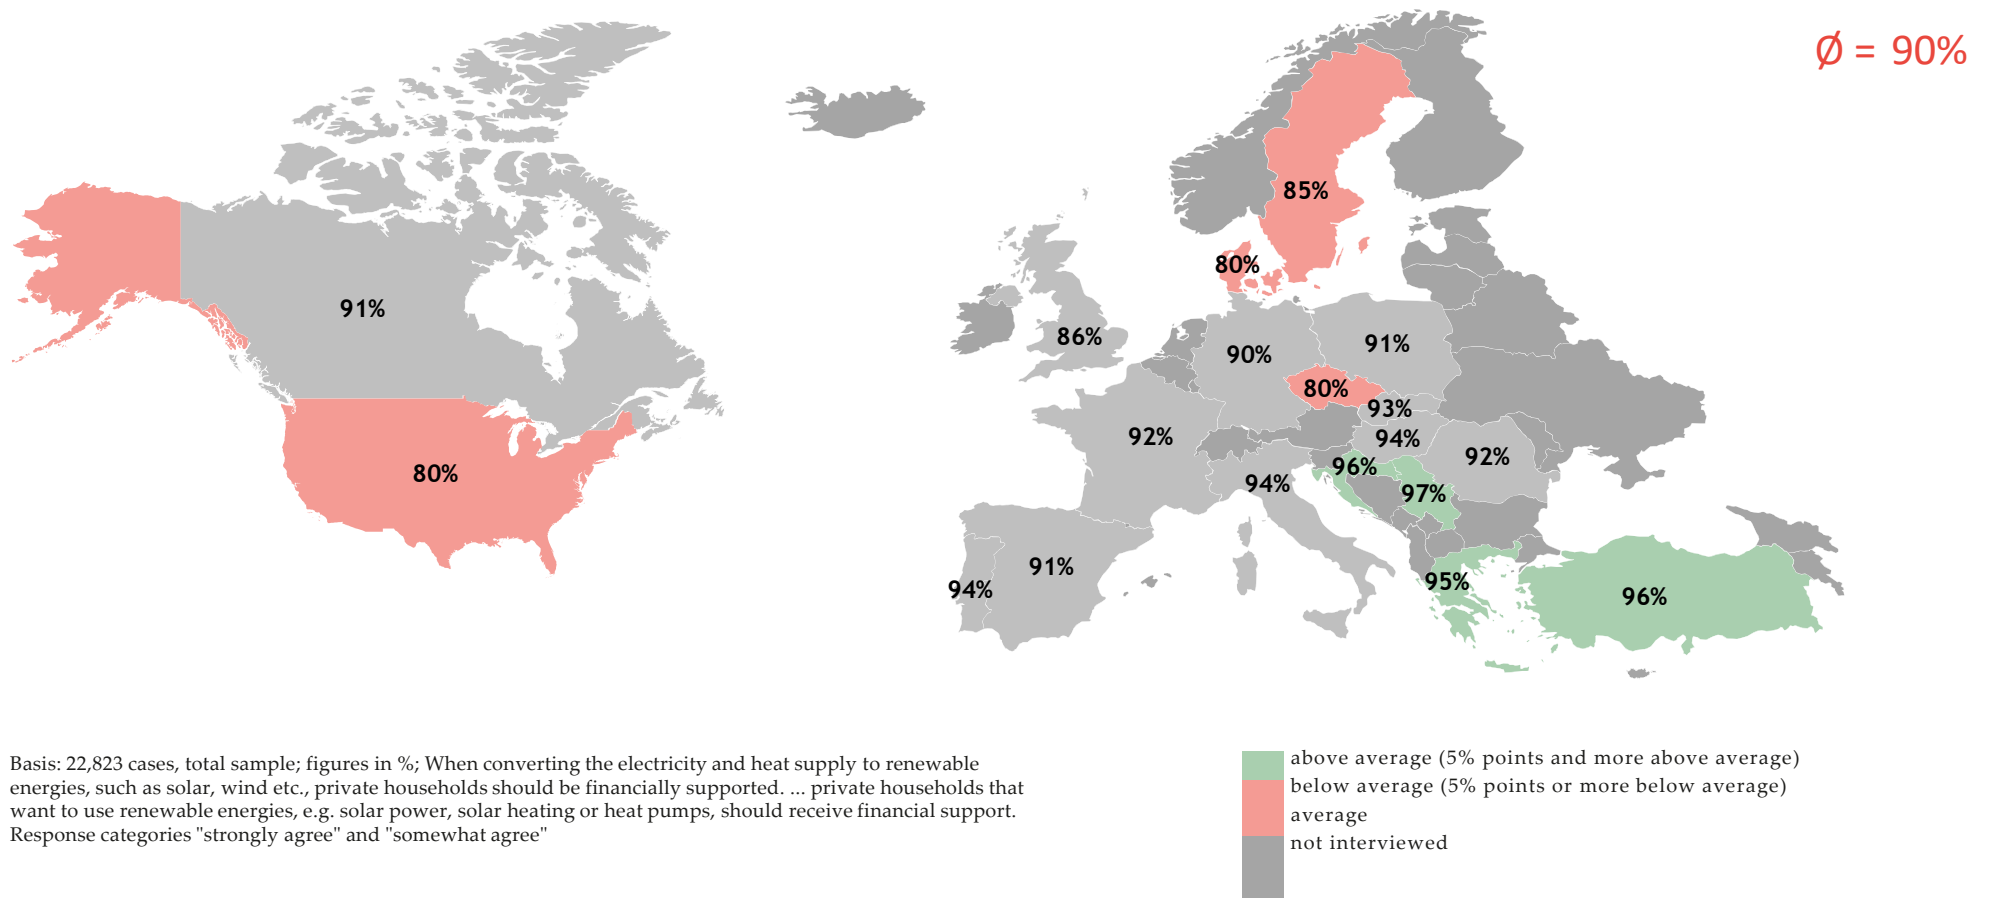 Ø = 90%
85%
80%
91%
86%
90%
91%
80%
93%
92%
94%
92%
96%
94%
97%
80%
91%
94%
95%
96%
Basis: 22,823 cases, total sample; figures in %; When converting the electricity and heat supply to renewable
energies, such as solar, wind etc., private households should be financially supported. ... private households that
want to use renewable energies, e.g. solar power, solar heating or heat pumps, should receive financial support.
Response categories "strongly agree" and "somewhat agree"
above average (5% points and more above average)
below average (5% points or more below average)
average
not interviewed